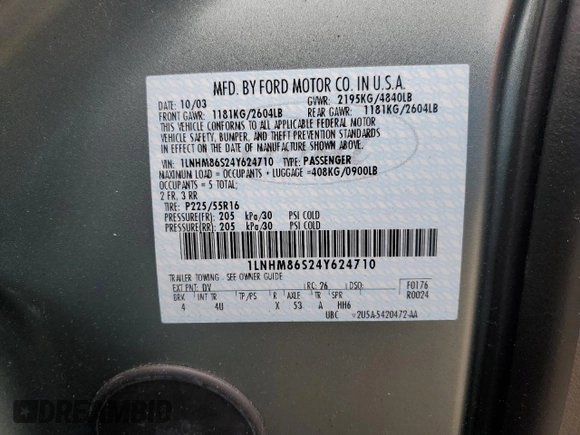 MFD. BY FORD MOTOR CO. IN U.S.A.
DATE: 10/03 GVWR: 2195KG/4840LB
FRONT GAWR: 1181KG/2604LB REAR GAWR: 1181KG/2604LB
THIS VEHICLE CONFORMS TO ALL APPLICABLE FEDERAL MOTOR
VEHICLE SAFETY, BUMPER, AND THEFT PREVENTION STANDARDS
IN EFFECT ON THE DATE OF MANUFACTURE SHOWN ABOVE.
VIN: 1LNHM86S24Y624710 TYPE: PASSENGER
MAXIMUM LOAD = OCCUPANTS + LUGGAGE =408KG/0900LB
OCCUPANTS = 5 TOTAL;
2 FR, 3 RR
TIRE: P225/55R16
PRESSURE(FR) 205 kPa/30 PSI COLD
PRESSURE(RR) 205 kPa/30 PSI COLD
1LNHM86S24Y624710
TRAILER TOWING - SEE OWNER GUIDE
EXT PNT: DV RC: 26 DSO: F0176
BRK INT TR TP/PS R AXLE TR SPR R0024
4 4U X 53 A HH6
UBC 2U5A-5420472-AA
DREAMBID